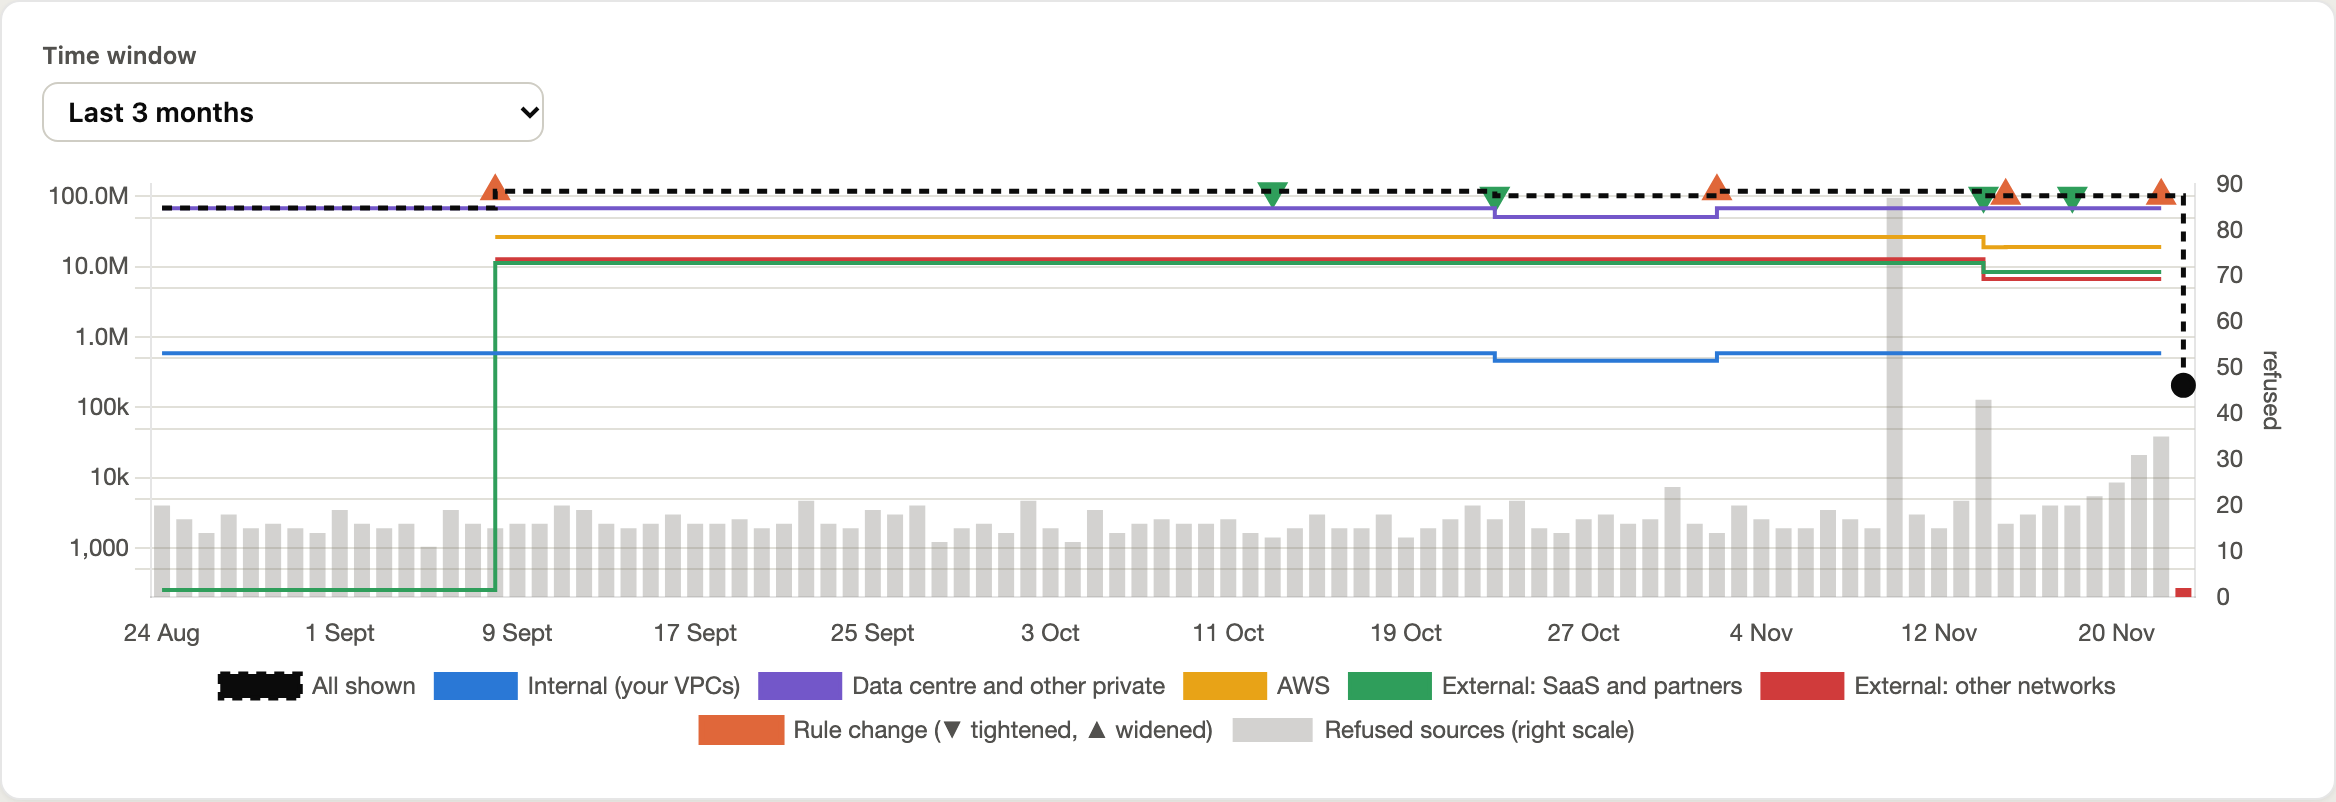 Time window
Last 3 months
100.0M
10.0M
1.0M
100k
10k
1,000
90
80
70
60
50
40
30
20
10
0
refused
24 Aug 1 Sept 9 Sept 17 Sept 25 Sept 3 Oct 11 Oct 19 Oct 27 Oct 4 Nov 12 Nov 20 Nov
All shown Internal (your VPCs) Data centre and other private AWS External: SaaS and partners External: other networks
Rule change (▼ tightened, ▲ widened) Refused sources (right scale)